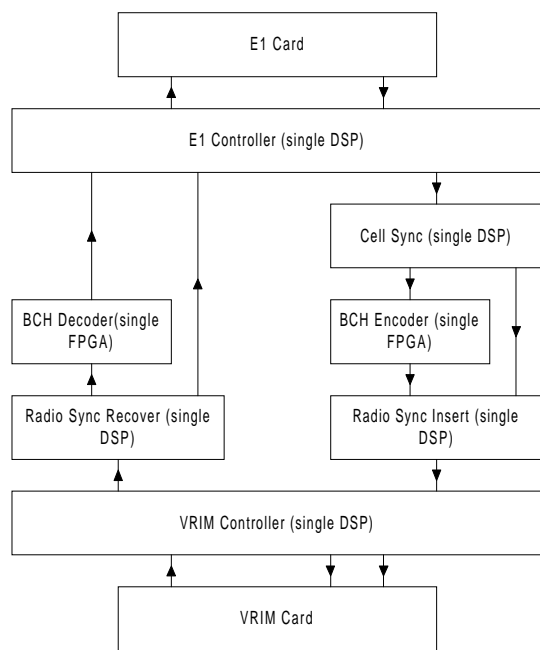 E1 Card
E1 Controller (single DSP)
Cell Sync (single DSP)
BCH Decoder(single
FPGA)
BCH Encoder (single
FPGA)
Radio Sync Recover (single
DSP)
Radio Sync Insert (single
DSP)
VRIM Controller (single DSP)
VRIM Card